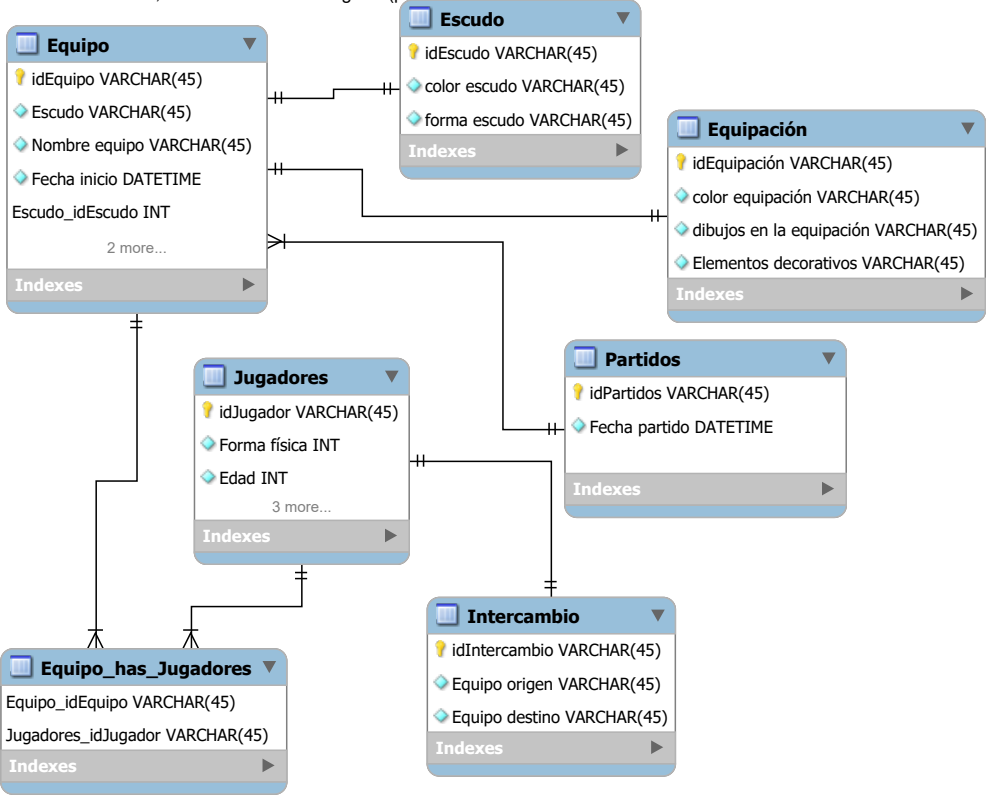 Equipo
idEquipo VARCHAR(45)
Escudo VARCHAR(45)
Nombre equipo VARCHAR(45)
Fecha inicio DATETIME
Escudo_idEscudo INT
2 more...
Indexes
Escudo
idEscudo VARCHAR(45)
color escudo VARCHAR(45)
forma escudo VARCHAR(45)
Indexes
Equipación
idEquipación VARCHAR(45)
color equipación VARCHAR(45)
dibujos en la equipación VARCHAR(45)
Elementos decorativos VARCHAR(45)
Indexes
Partidos
idPartidos VARCHAR(45)
Fecha partido DATETIME
Indexes
Jugadores
idJugador VARCHAR(45)
Forma física INT
Edad INT
3 more...
Indexes
Intercambio
idIntercambio VARCHAR(45)
Equipo origen VARCHAR(45)
Equipo destino VARCHAR(45)
Indexes
Equipo_has_Jugadores
Equipo_idEquipo VARCHAR(45)
Jugadores_idJugador VARCHAR(45)
Indexes